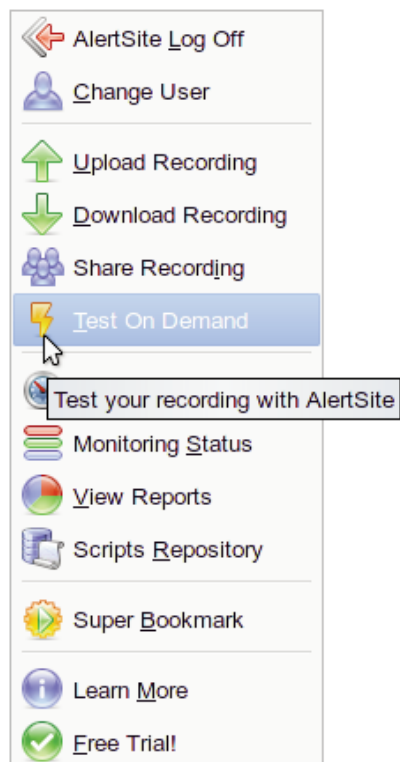 AlertSite Log Off
Change User
Upload Recording
Download Recording
Share Recording
Test On Demand
Test your recording with AlertSite
Monitoring Status
View Reports
Scripts Repository
Super Bookmark
Learn More
Free Trial!